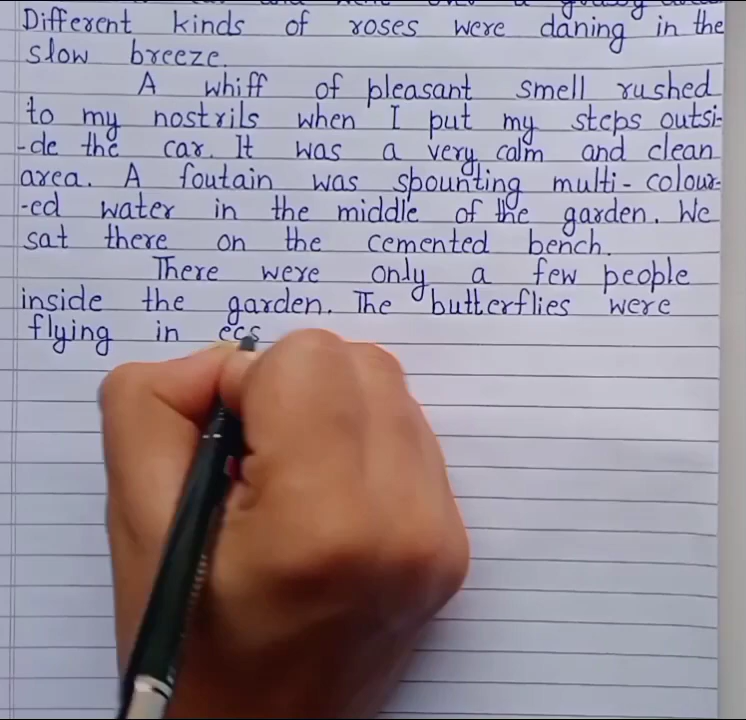 Different kinds of roses were daning in the
slow breeze.
A whiff of pleasant smell rushed
to my nostrils when I put my steps outsi-
-de the car. It was a very calm and clean
area. A foutain was spounting multi-colour-
-ed water in the middle of the garden. We
sat there on the cemented bench.
There were only a few people
inside the garden. The butterflies were
flying in ecs